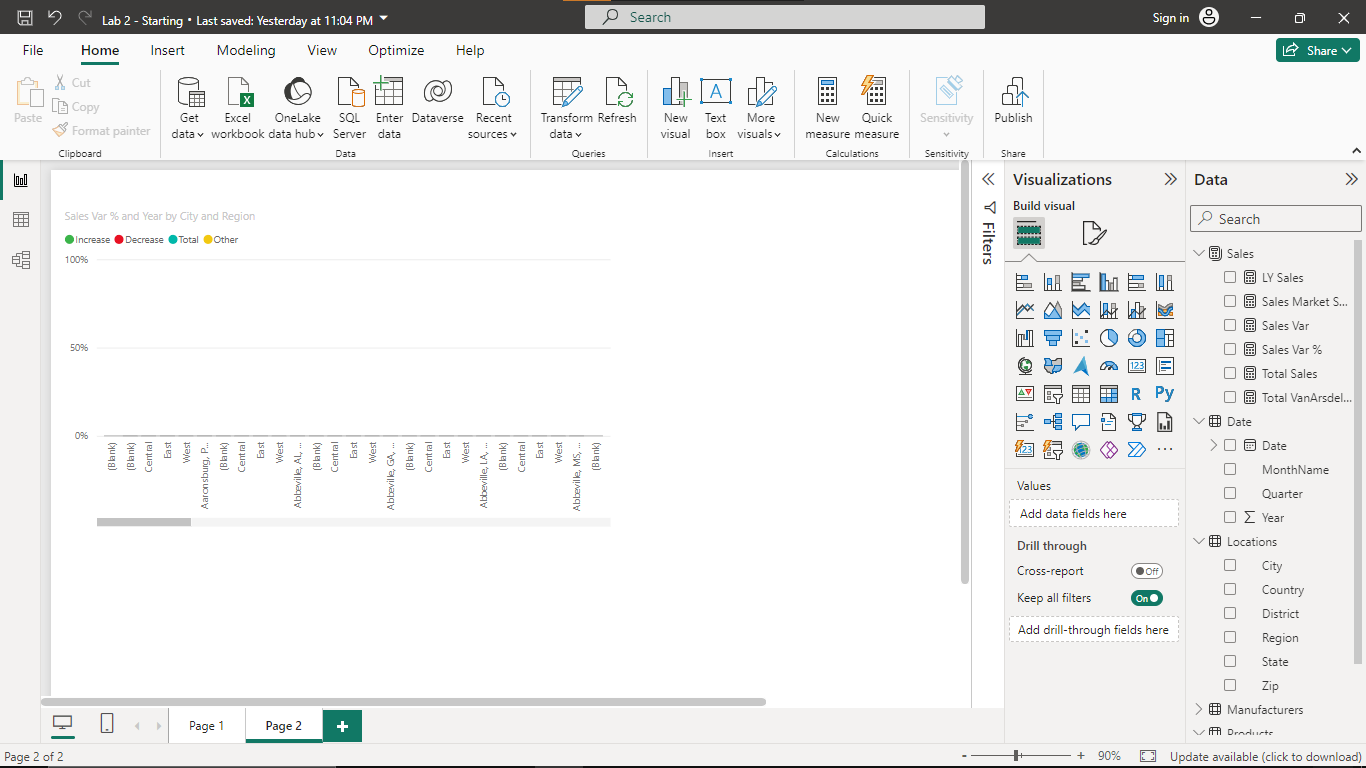 Lab 2 - Starting • Last saved: Yesterday at 11:04 PM
Search
Sign in
File
Home
Insert
Modeling
View
Optimize
Help
Share
Paste
Cut
Copy
Format painter
Clipboard
Get data
Excel workbook
OneLake data hub
SQL Server
Enter data
Dataverse
Recent sources
Data
Transform data
Refresh
Queries
New visual
Text box
More visuals
Insert
New measure
Quick measure
Calculations
Sensitivity
Sensitivity
Publish
Share
Sales Var % and Year by City and Region
Increase Decrease Total Other
100%
50%
0%
(Blank)
(Blank)
Central
East
West
Aaronsburg, P...
(Blank)
Central
East
West
Abbeville, AL, ...
(Blank)
Central
East
West
Abbeville, GA, ...
(Blank)
Central
East
West
Abbeville, LA, ...
(Blank)
Central
East
West
Abbeville, MS, ...
(Blank)
Filters
Visualizations
Build visual
123
R
Py
123
Values
Add data fields here
Drill through
Cross-report
Off
Keep all filters
On
Add drill-through fields here
Data
Search
Sales
LY Sales
Sales Market S...
Sales Var
Sales Var %
Total Sales
Total VanArsdel...
Date
Date
MonthName
Quarter
Σ Year
Locations
City
Country
District
Region
State
Zip
Manufacturers
Products
Page 1
Page 2
+
Page 2 of 2
- + 90%
Update available (click to download)